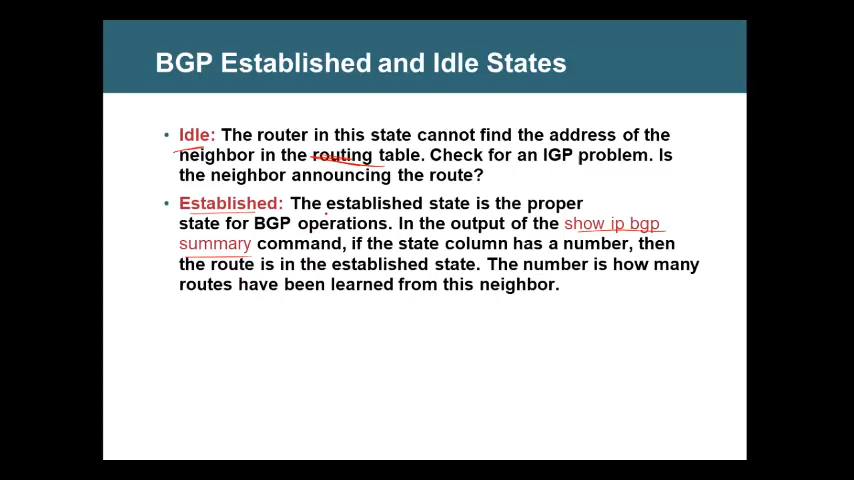 BGP Established and Idle States
• Idle: The router in this state cannot find the address of the
neighbor in the routing table. Check for an IGP problem. Is
the neighbor announcing the route?
• Established: The established state is the proper
state for BGP operations. In the output of the show ip bgp
summary command, if the state column has a number, then
the route is in the established state. The number is how many
routes have been learned from this neighbor.